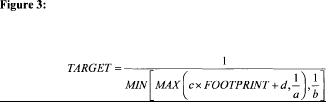 Figure 3:
TARGET = 1 / MIN[MAX(c × FOOTPRINT + d, 1/a), 1/b]